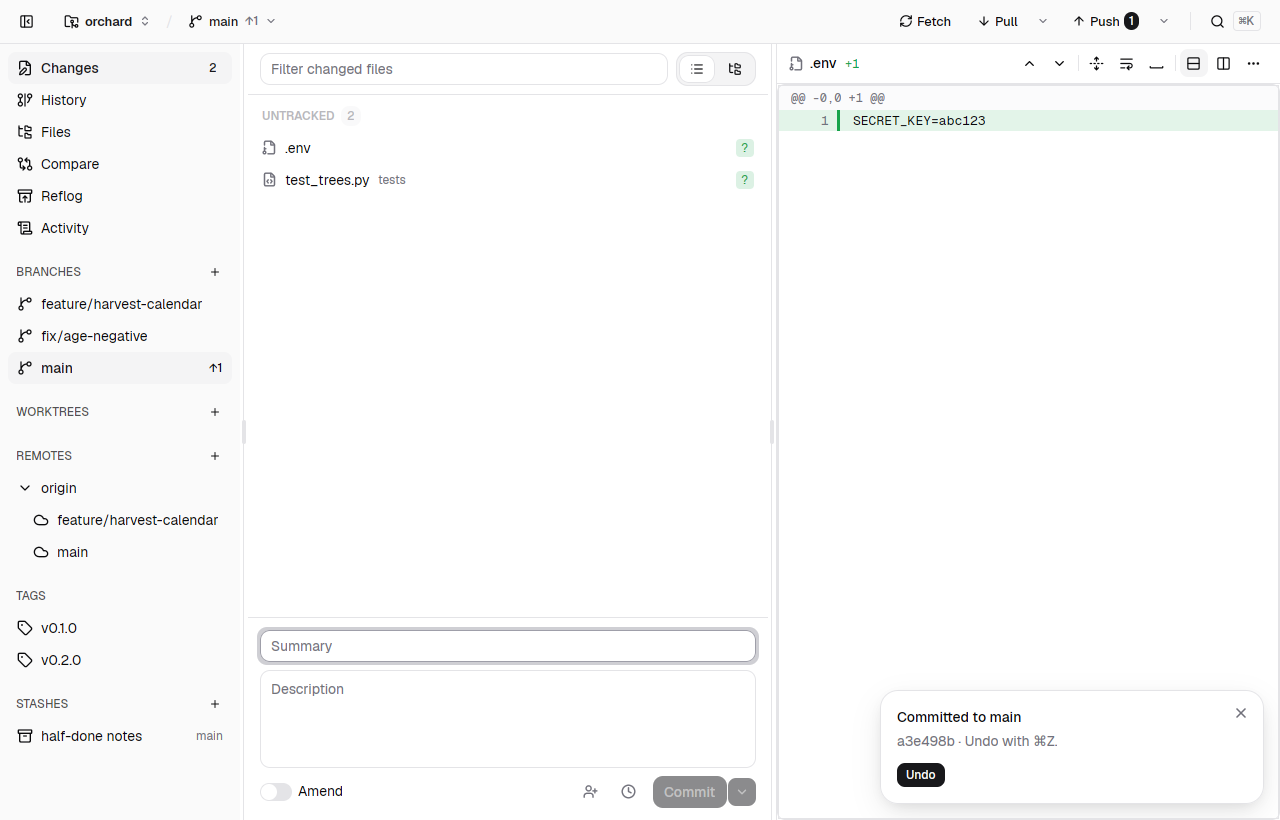 orchard / main ↑1
Fetch
Pull
Push 1
⌘K
Changes 2
History
Files
Compare
Reflog
Activity
BRANCHES +
feature/harvest-calendar
fix/age-negative
main ↑1
WORKTREES +
REMOTES +
origin
feature/harvest-calendar
main
TAGS
v0.1.0
v0.2.0
STASHES +
half-done notes main
Filter changed files
UNTRACKED 2
.env ?
test_trees.py tests ?
Summary
Description
Amend
Commit
.env +1
@@ -0,0 +1 @@
1 SECRET_KEY=abc123
Committed to main
a3e498b · Undo with ⌘Z.
Undo